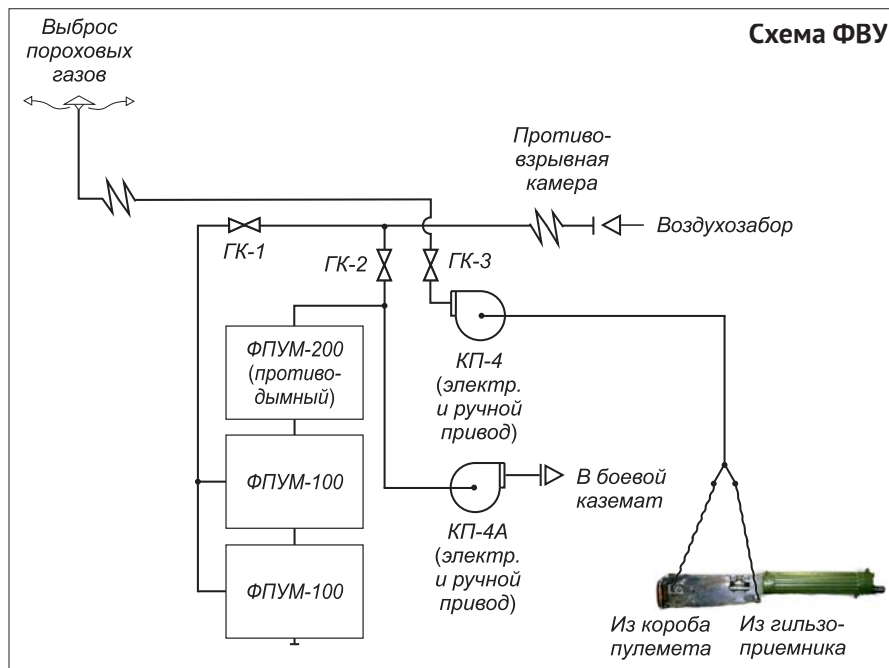 Схема ФВУ
Выброс
пороховых
газов
Противо-
взрывная
камера
Воздухозабор
ГК-1
ГК-2
ГК-3
ФПУМ-200
(противо-
дымный)
КП-4
(электр.
и ручной
привод)
ФПУМ-100
В боевой
каземат
КП-4А
(электр.
и ручной
привод)
ФПУМ-100
Из короба
пулемета
Из гильзо-
приемника